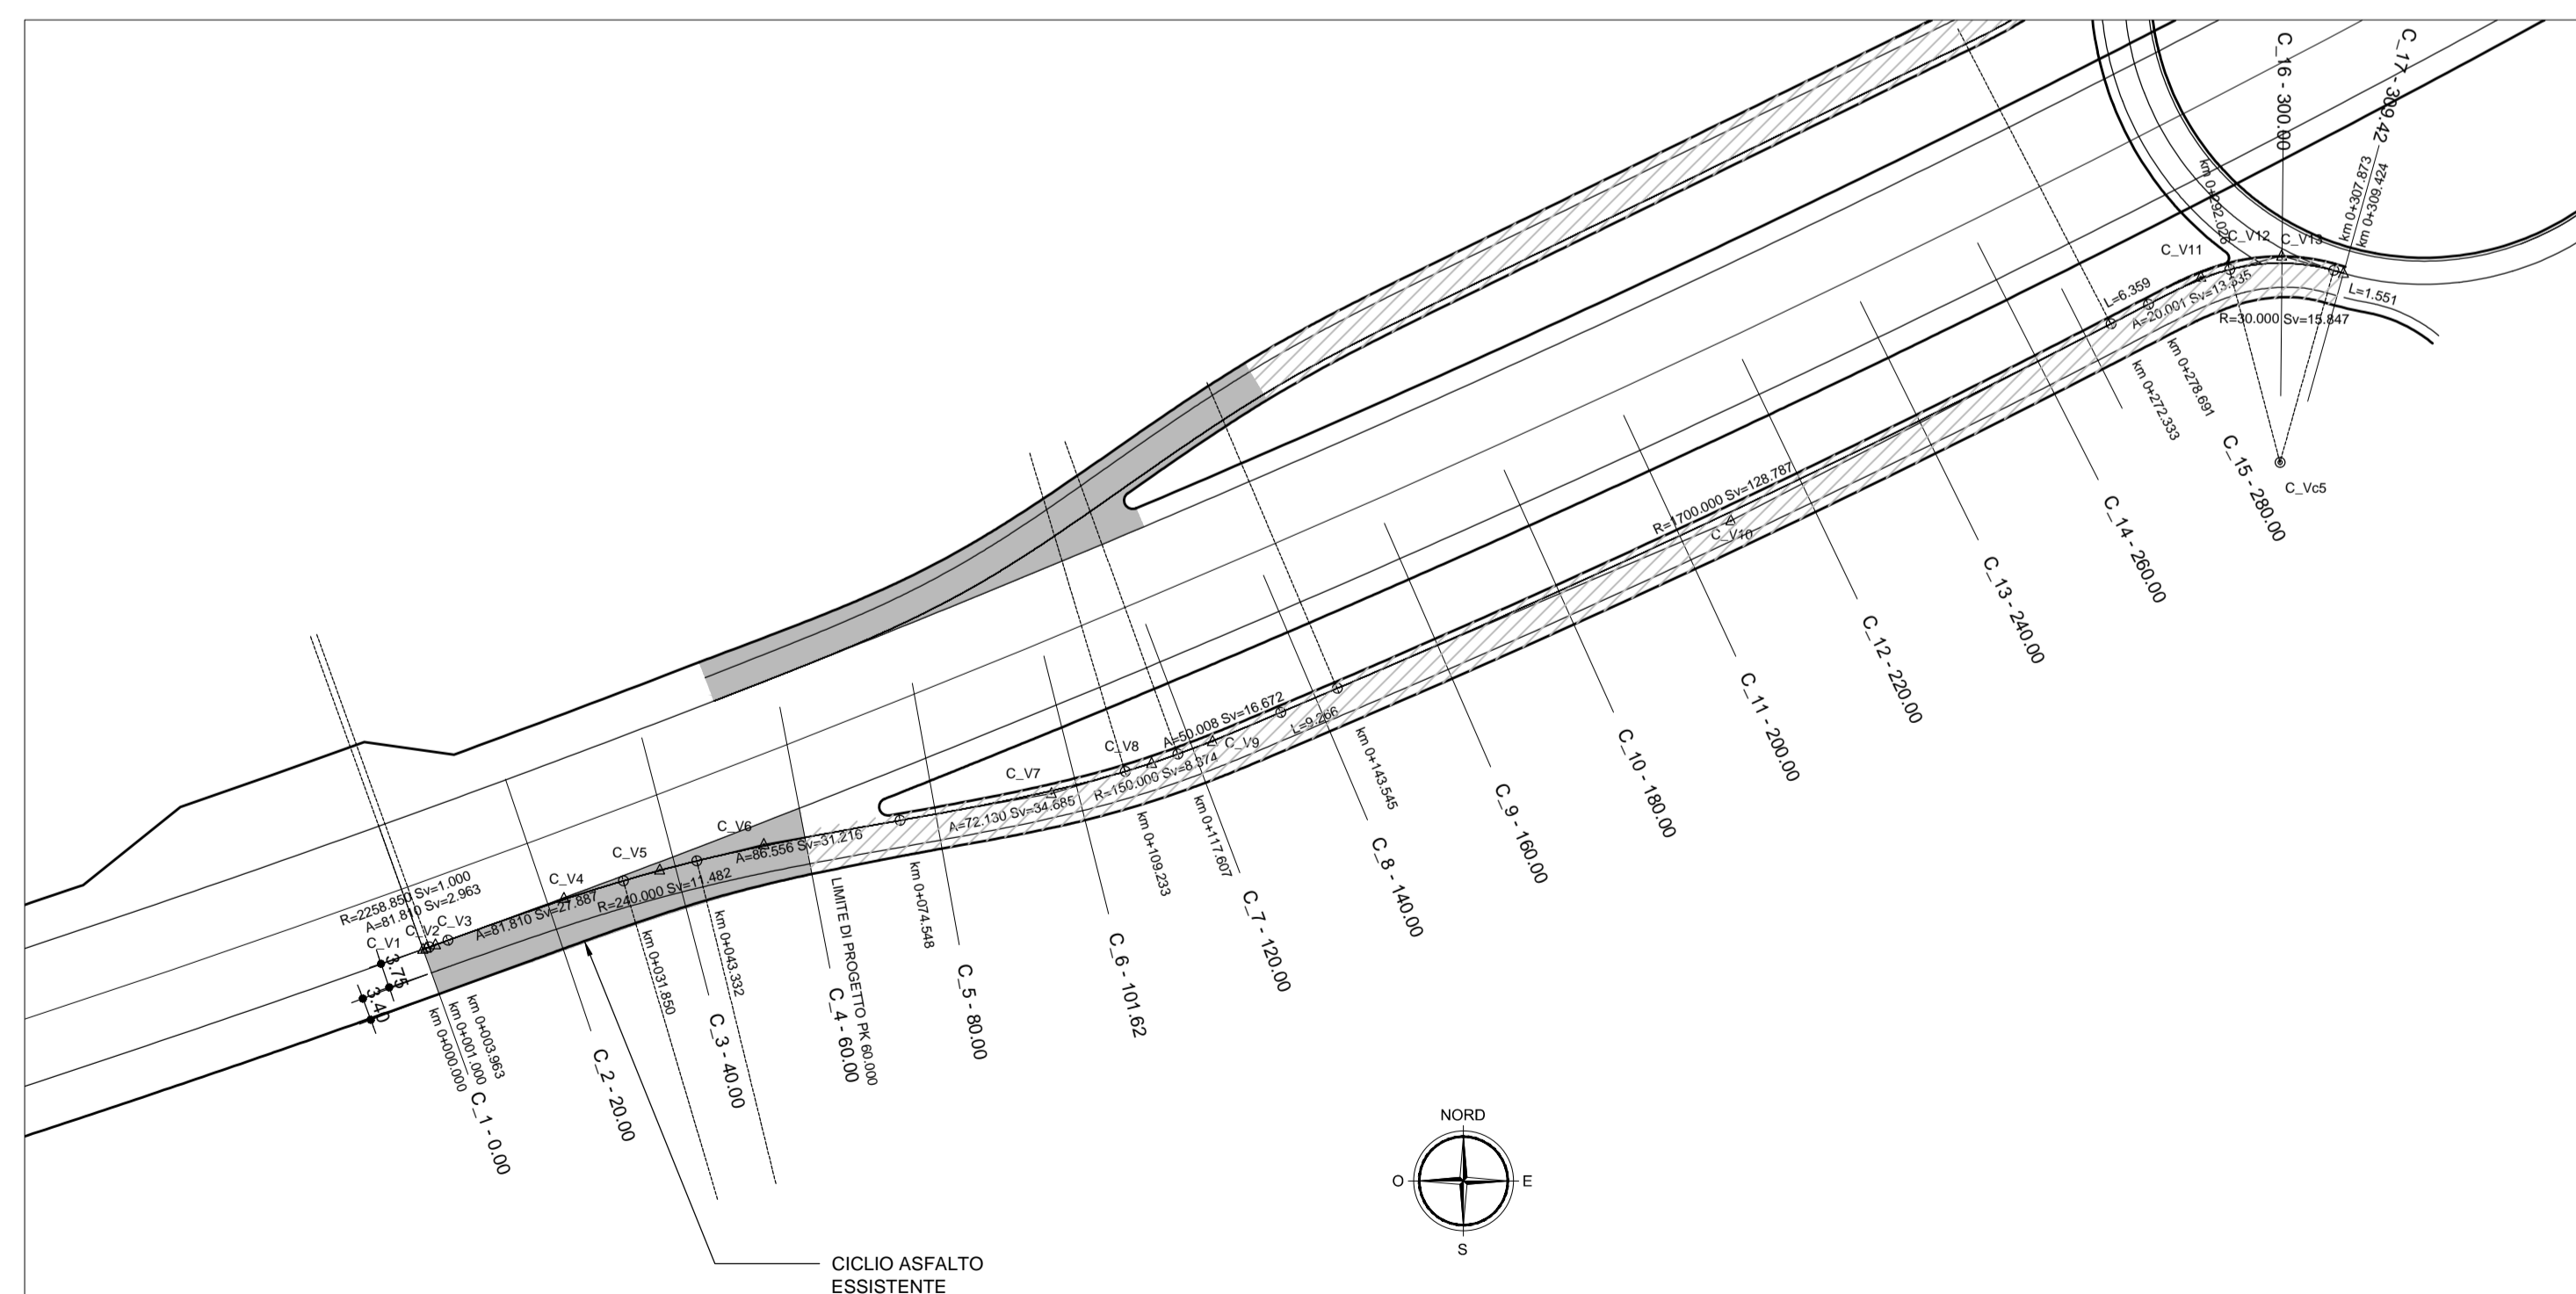 R=2258.850 Sv=1.000
A=81.810 Sv=2.963
C_V1
C_V2
C_V3
3.75
3.40
km 0+000.000
km 0+001.000
km 0+003.963
C_1 - 0.00
A=81.810 Sv=27.887
C_V4
C_2 - 20.00
R=240.000 Sv=11.482
C_V5
km 0+031.850
km 0+043.332
C_3 - 40.00
C_V6
A=86.556 Sv=31.216
LIMITE DI PROGETTO PK 60.000
C_4 - 60.00
km 0+074.548
C_5 - 80.00
C_V7
A=72.130 Sv=34.685
C_6 - 101.62
C_V8
R=150.000 Sv=8.374
km 0+109.233
km 0+117.607
C_7 - 120.00
A=50.008 Sv=16.672
C_V9
L=9.266
km 0+143.545
C_8 - 140.00
C_9 - 160.00
C_10 - 180.00
R=1700.000 Sv=128.787
C_V10
C_11 - 200.00
C_12 - 220.00
C_13 - 240.00
C_14 - 260.00
km 0+272.333
km 0+278.691
C_15 - 280.00
L=6.359
A=20.001 Sv=13.335
C_V11
km 0+292.026
C_V12
C_V13
C_16 - 300.00
C_17 - 309.42
km 0+307.873
km 0+309.424
L=1.551
R=30.000 Sv=15.847
C_Vc5
NORD
O
E
S
CICLIO ASFALTO
ESSISTENTE